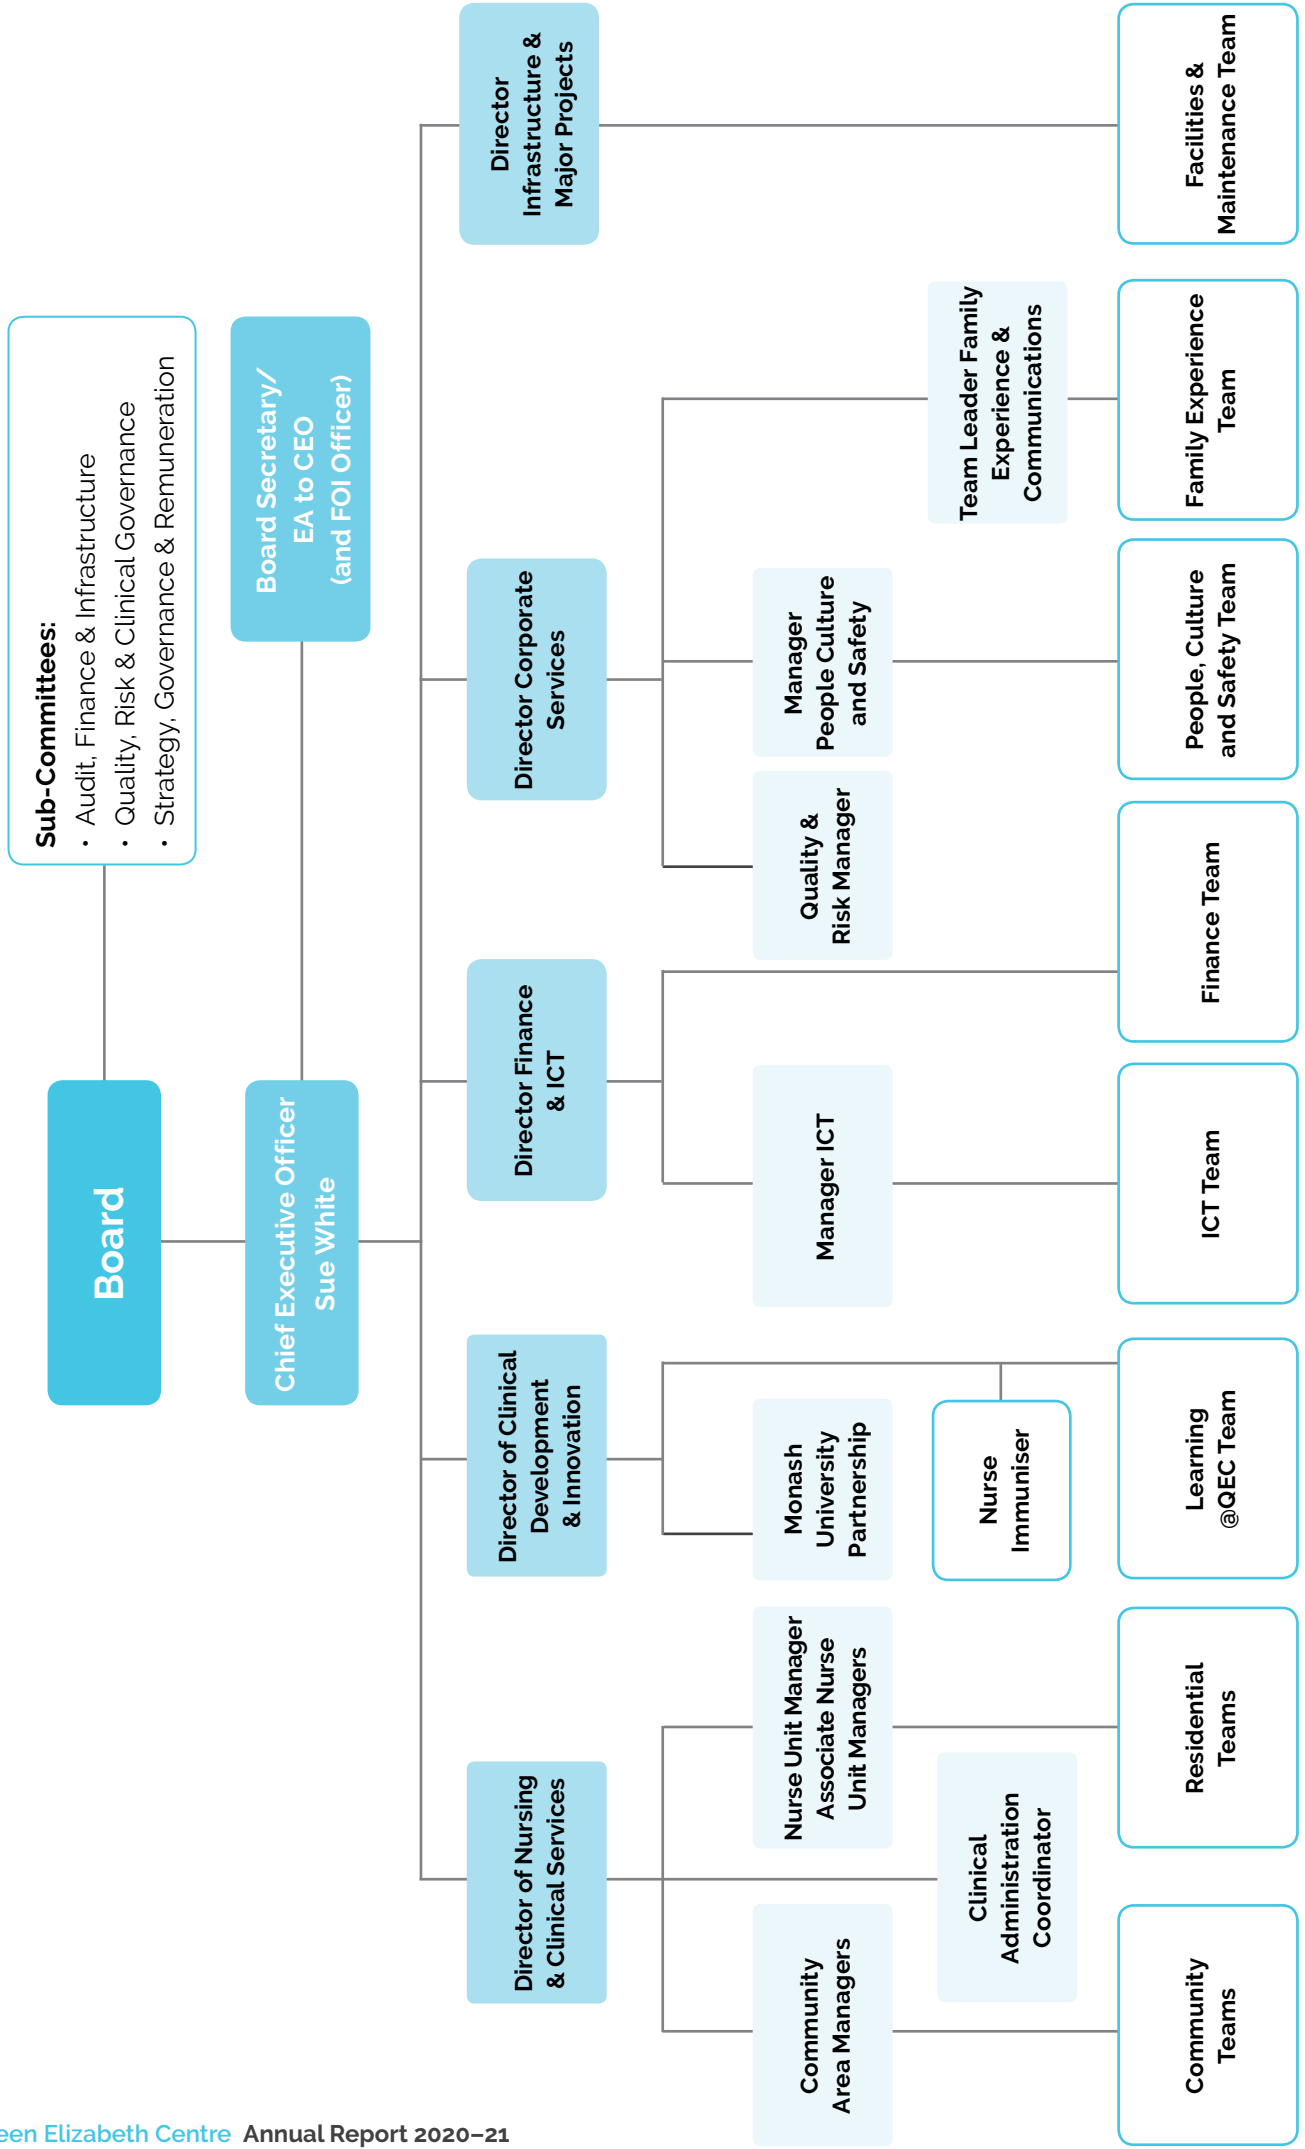 Board
Sub-Committees:
• Audit, Finance & Infrastructure
• Quality, Risk & Clinical Governance
• Strategy, Governance & Remuneration
Chief Executive Officer
Sue White
Board Secretary/
EA to CEO
(and FOI Officer)
Director of Nursing
& Clinical Services
Director of Clinical
Development
& Innovation
Director Finance
& ICT
Director Corporate
Services
Director
Infrastructure &
Major Projects
Community
Area Managers
Nurse Unit Manager
Associate Nurse
Unit Managers
Monash
University
Partnership
Manager ICT
Quality &
Risk Manager
Manager
People Culture
and Safety
Clinical
Administration
Coordinator
Nurse
Immuniser
Team Leader Family
Experience &
Communications
Community
Teams
Residential
Teams
Learning
@QEC Team
ICT Team
Finance Team
People, Culture
and Safety Team
Family Experience
Team
Facilities &
Maintenance Team
een Elizabeth Centre Annual Report 2020–21